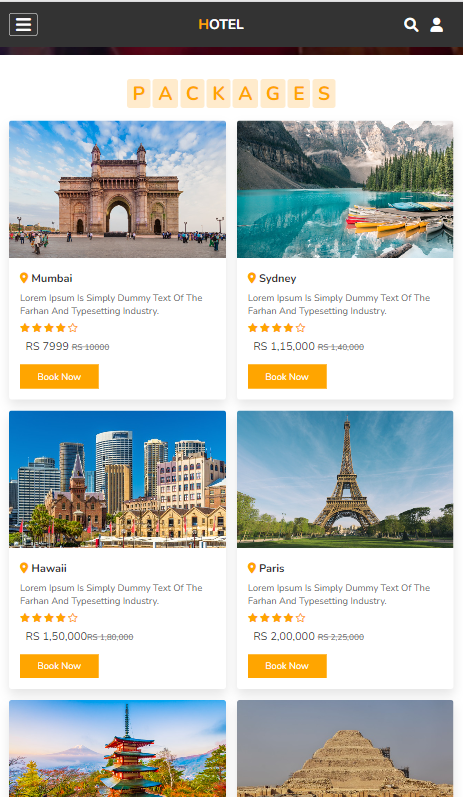 HOTEL
PACKAGES
Mumbai
Lorem Ipsum Is Simply Dummy Text Of The
Farhan And Typesetting Industry.
RS 7999 RS 10000
Book Now
Sydney
Lorem Ipsum Is Simply Dummy Text Of The
Farhan And Typesetting Industry.
RS 1,15,000 RS 1,40,000
Book Now
Hawaii
Lorem Ipsum Is Simply Dummy Text Of The
Farhan And Typesetting Industry.
RS 1,50,000RS 1,80,000
Book Now
Paris
Lorem Ipsum Is Simply Dummy Text Of The
Farhan And Typesetting Industry.
RS 2,00,000 RS 2,25,000
Book Now